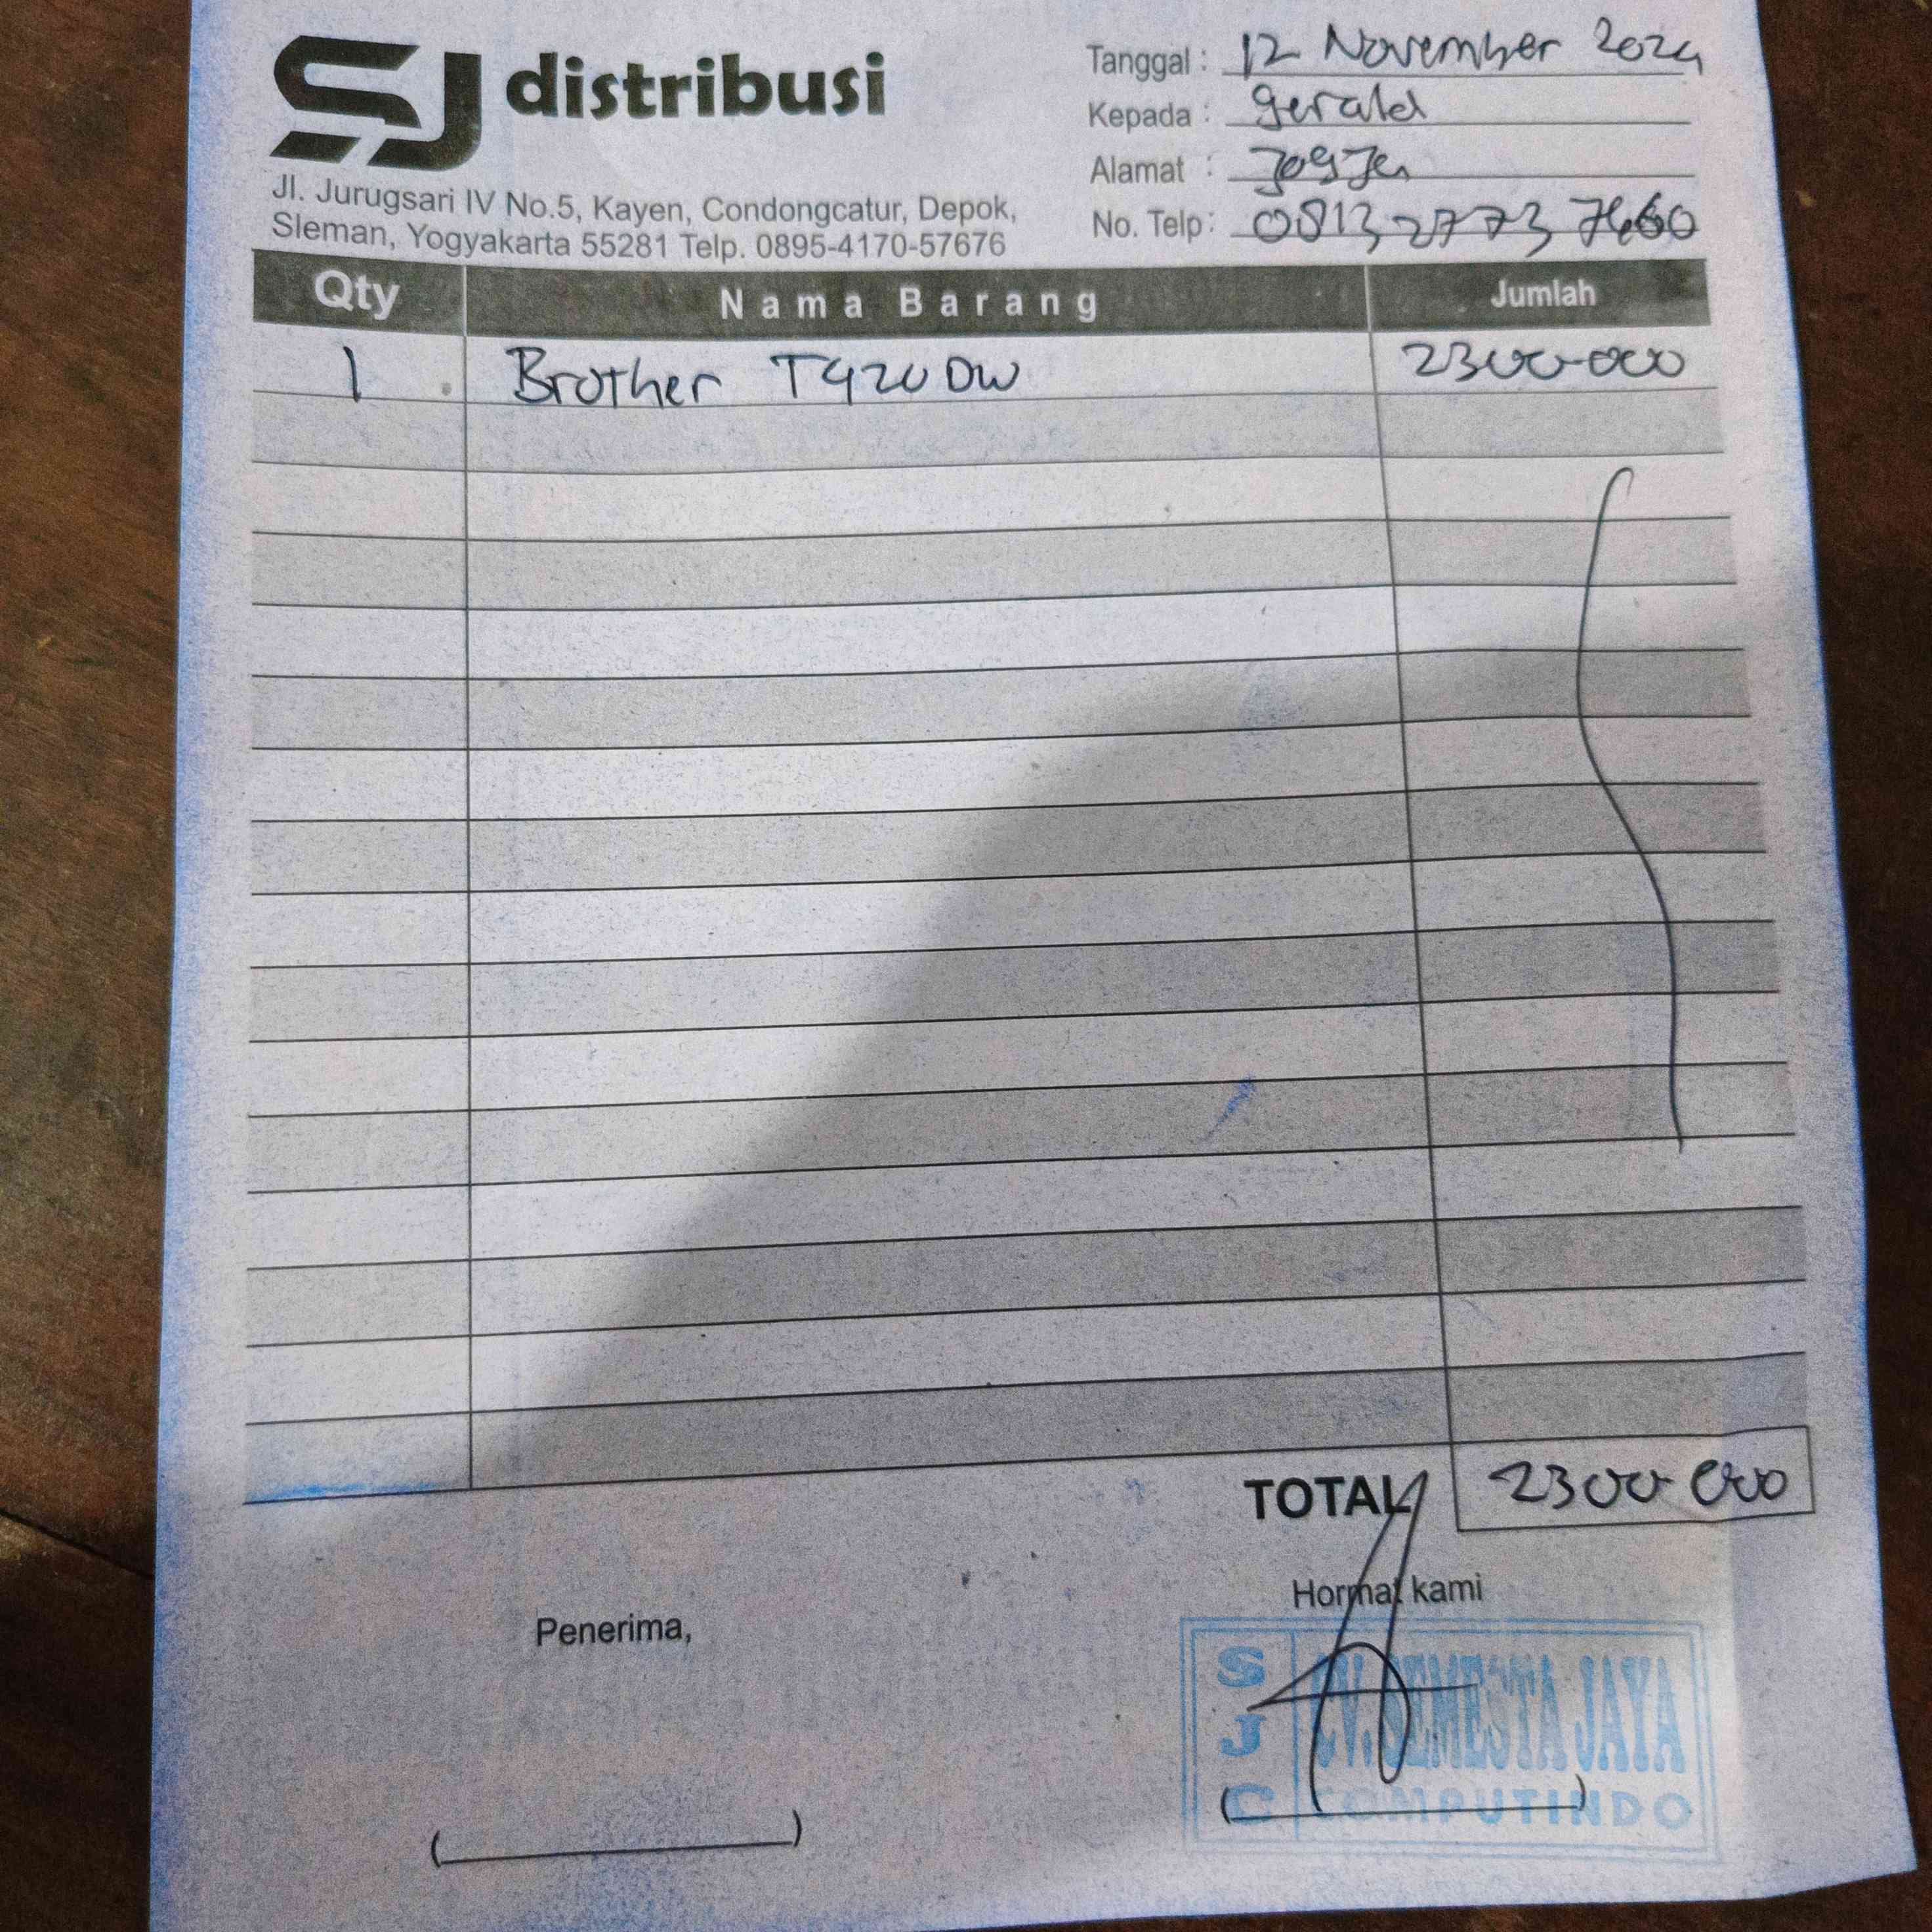 SJ distribusi
Jl. Jurugsari IV No.5, Kayen, Condongcatur, Depok,
Sleman, Yogyakarta 55281 Telp. 0895-4170-57676
Tanggal : 12 November 2024
Kepada : Gerald
Alamat : Jogja
No. Telp: 0813 2773 7660
Qty Nama Barang Jumlah
1 Brother T420DW 2300.000
TOTAL 2300.000
Penerima,
Hormat kami
SJC CV. SEMESTA JAYA
COMPUTINDO